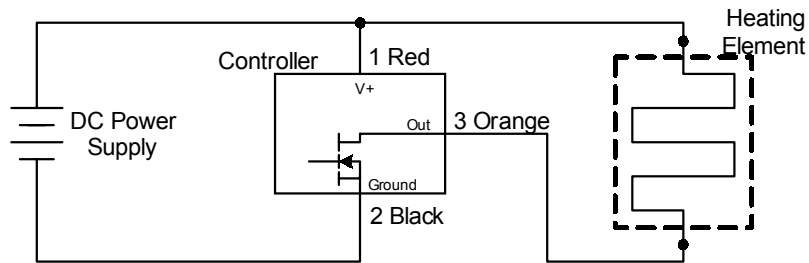 Heating
Element
Controller
1 Red
V+
DC Power
Supply
Out
3 Orange
Ground
2 Black